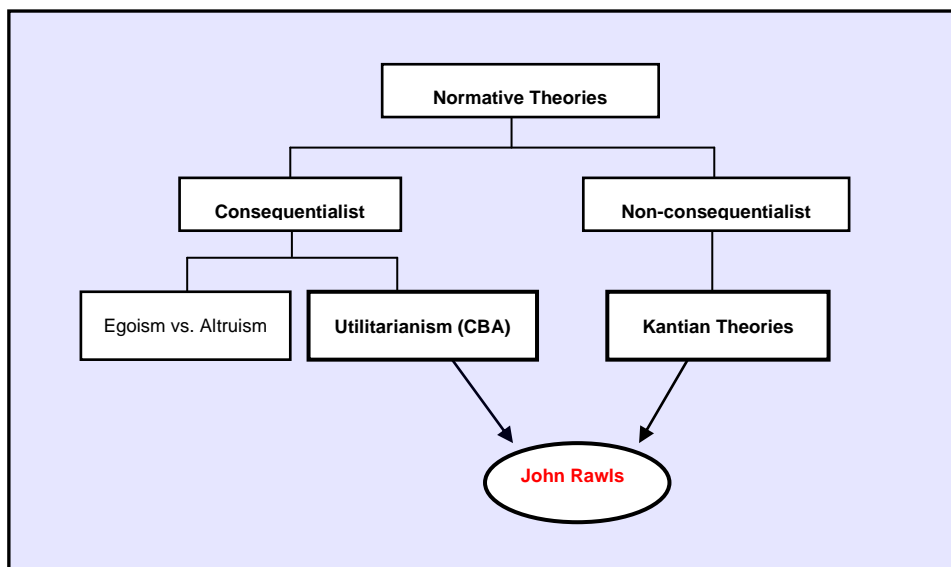 Normative Theories
Consequentialist
Non-consequentialist
Egoism vs. Altruism
Utilitarianism (CBA)
Kantian Theories
John Rawls